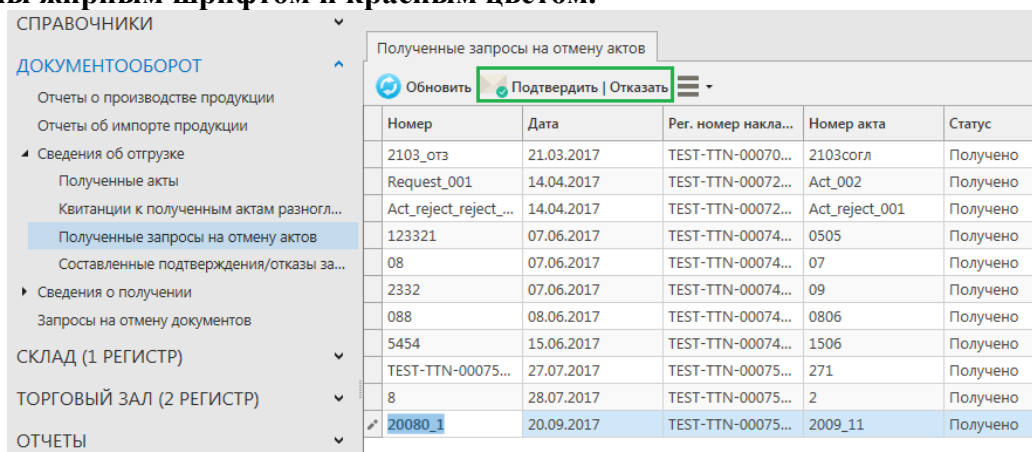 ны жирным шрифтом и красным цветом.
СПРАВОЧНИКИ
ДОКУМЕНТООБОРОТ
Отчеты о производстве продукции
Отчеты об импорте продукции
Сведения об отгрузке
Полученные акты
Квитанции к полученным актам разногл...
Полученные запросы на отмену актов
Составленные подтверждения/отказы за...
Сведения о получении
Запросы на отмену документов
СКЛАД (1 РЕГИСТР)
ТОРГОВЫЙ ЗАЛ (2 РЕГИСТР)
ОТЧЕТЫ
Полученные запросы на отмену актов
Обновить Подтвердить | Отказать
Номер Дата Рег. номер накла... Номер акта Статус
2103_отз 21.03.2017 TEST-TTN-00070... 2103согл Получено
Request_001 14.04.2017 TEST-TTN-00072... Act_002 Получено
Act_reject_reject_... 14.04.2017 TEST-TTN-00072... Act_reject_001 Получено
123321 07.06.2017 TEST-TTN-00074... 0505 Получено
08 07.06.2017 TEST-TTN-00074... 07 Получено
2332 07.06.2017 TEST-TTN-00074... 09 Получено
088 08.06.2017 TEST-TTN-00074... 0806 Получено
5454 15.06.2017 TEST-TTN-00074... 1506 Получено
TEST-TTN-00075... 27.07.2017 TEST-TTN-00075... 271 Получено
8 28.07.2017 TEST-TTN-00075... 2 Получено
20080_1 20.09.2017 TEST-TTN-00075... 2009_11 Получено